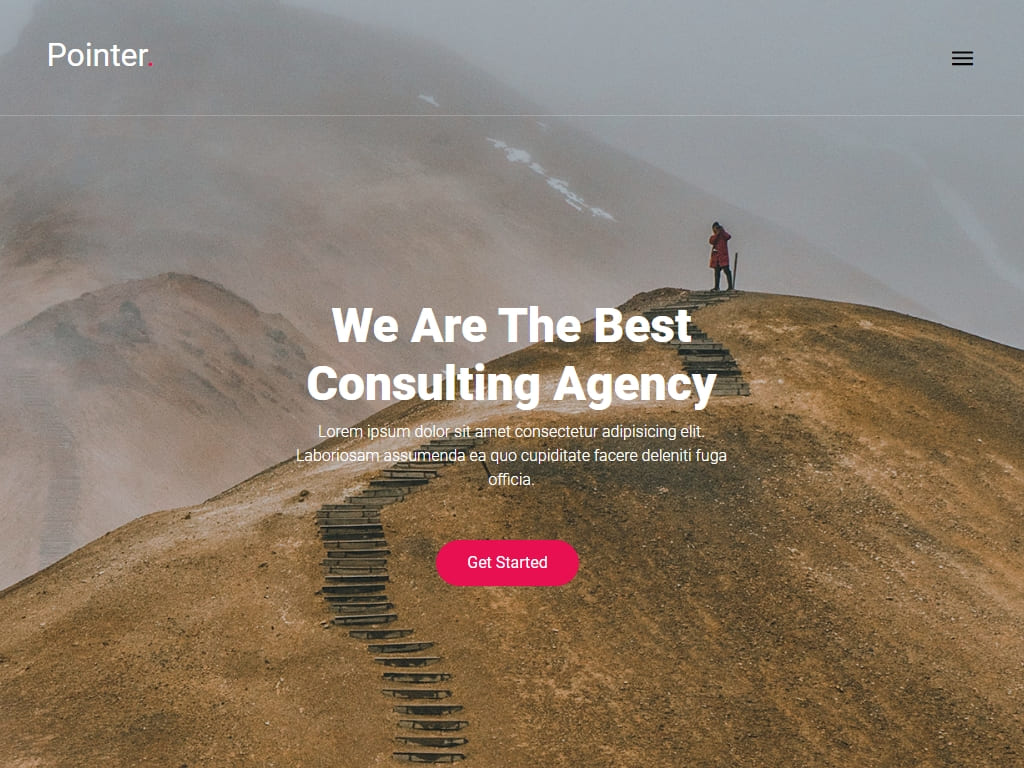 Pointer.
We Are The Best
Consulting Agency
Lorem ipsum dolor sit amet consectetur adipisicing elit.
Laboriosam assumenda ea quo cupiditate facere deleniti fuga
officia.
Get Started